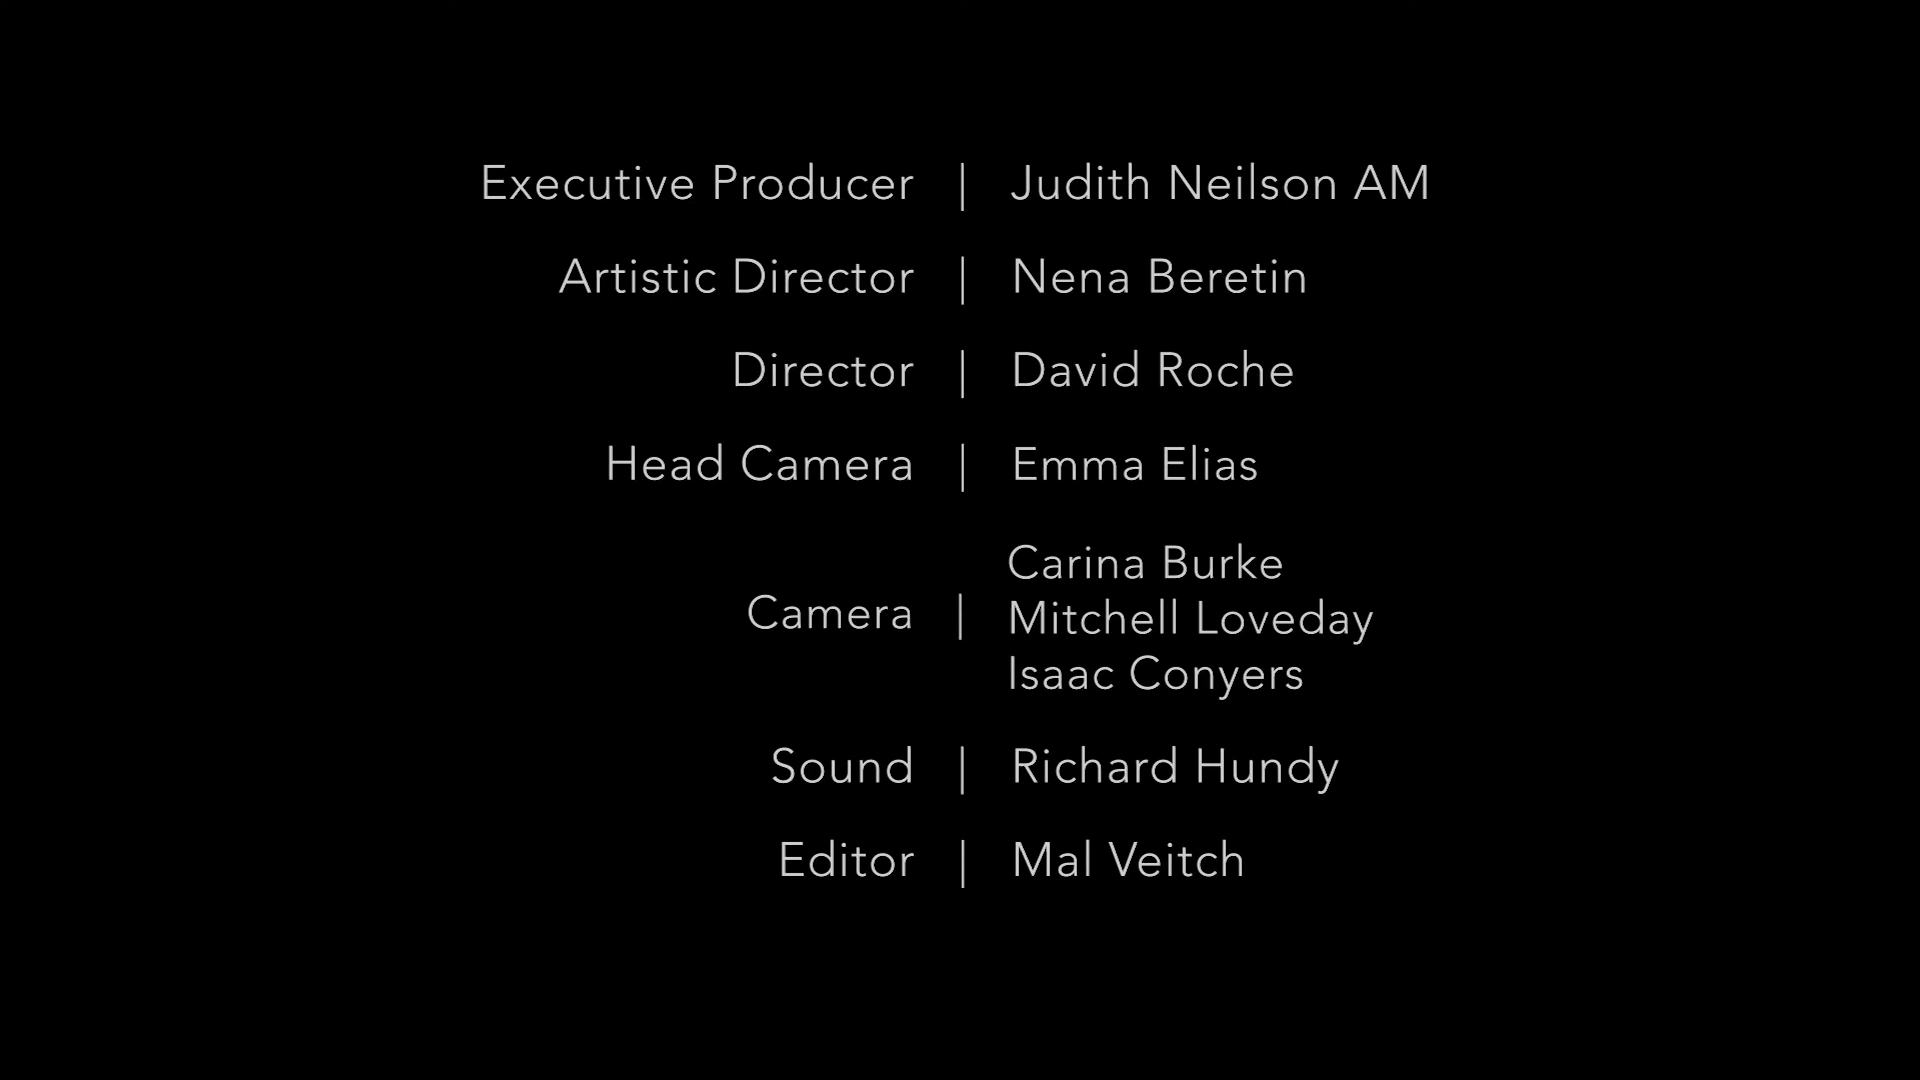 Executive Producer | Judith Neilson AM
Artistic Director | Nena Beretin
Director | David Roche
Head Camera | Emma Elias
Carina Burke
Camera | Mitchell Loveday
Isaac Conyers
Sound | Richard Hundy
Editor | Mal Veitch